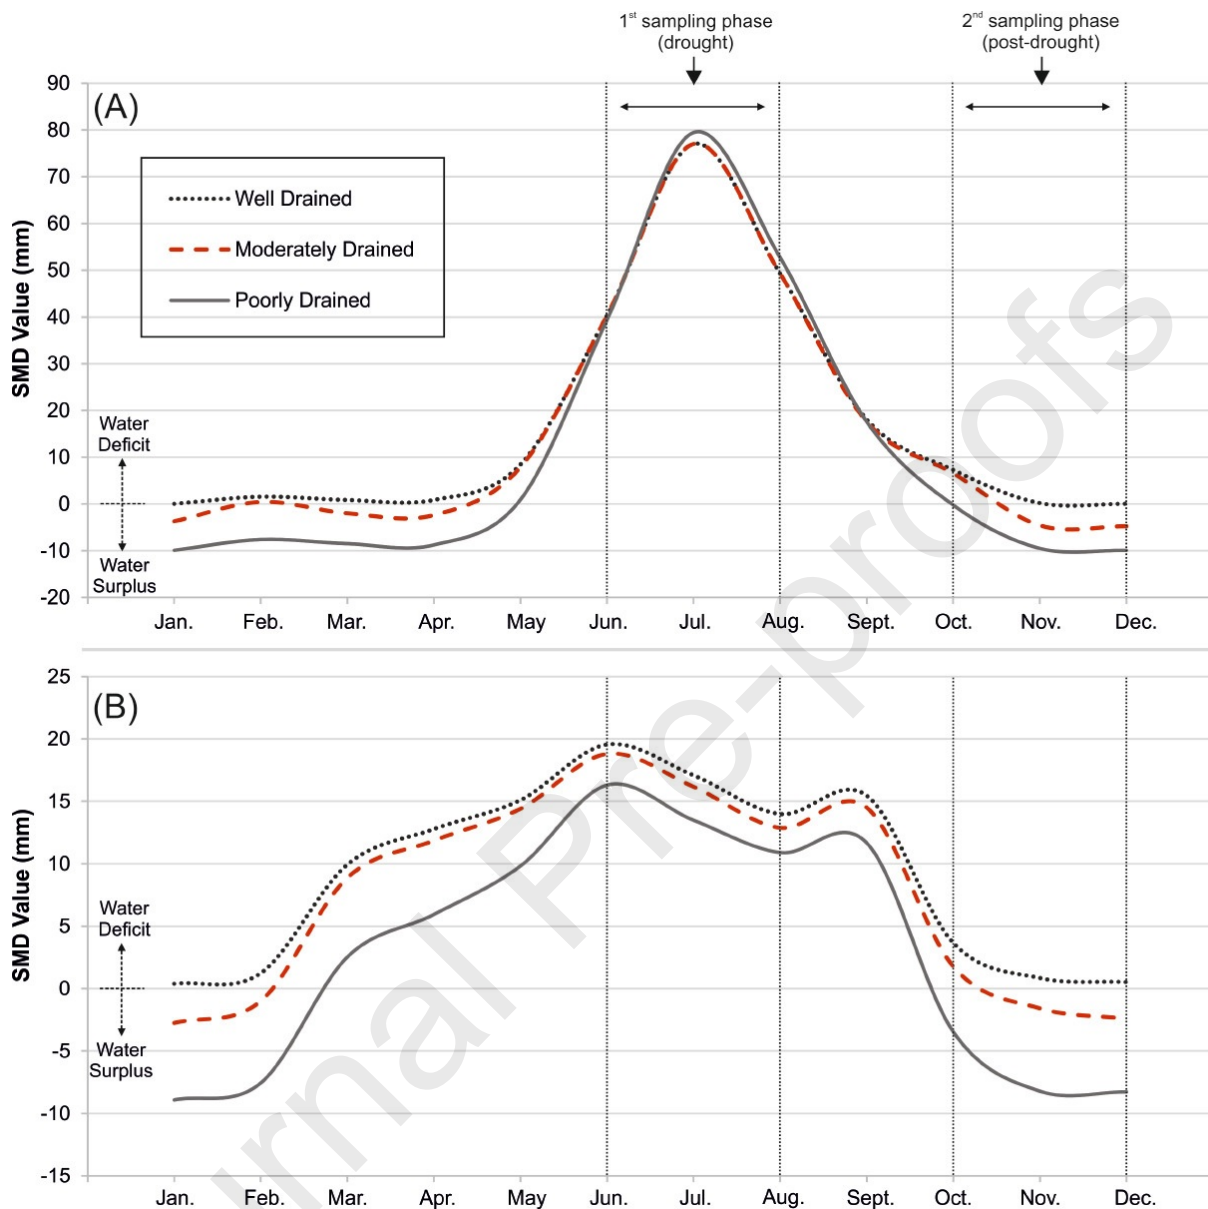 1st sampling phase
(drought)
2nd sampling phase
(post-drought)
(A)
SMD Value (mm)
90
80
70
60
50
40
30
20
10
0
-10
-20
Well Drained
Moderately Drained
Poorly Drained
Water
Deficit
Water
Surplus
Jan. Feb. Mar. Apr. May Jun. Jul. Aug. Sept. Oct. Nov. Dec.
(B)
SMD Value (mm)
25
20
15
10
5
0
-5
-10
-15
Water
Deficit
Water
Surplus
Jan. Feb. Mar. Apr. May Jun. Jul. Aug. Sept. Oct. Nov. Dec.
urnal Pre-proofs